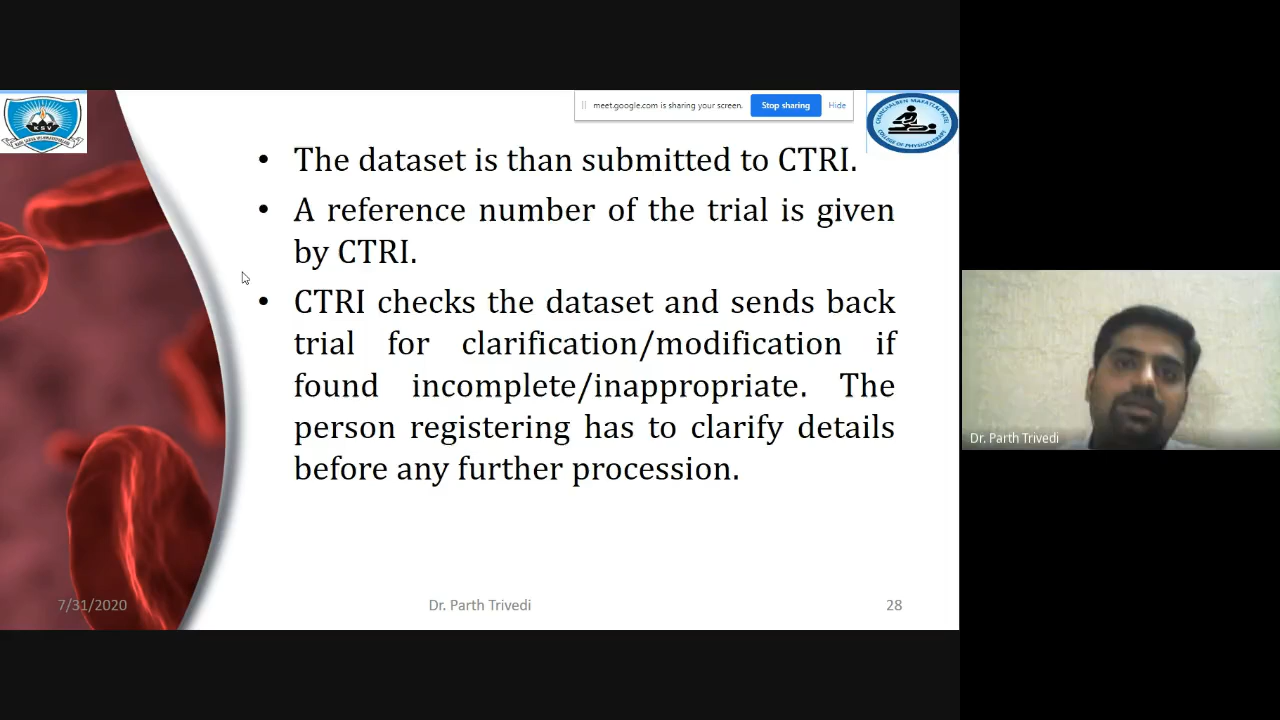 KSV
meet.google.com is sharing your screen.
Stop sharing
Hide
• The dataset is than submitted to CTRI.
• A reference number of the trial is given
by CTRI.
• CTRI checks the dataset and sends back
trial for clarification/modification if
found incomplete/inappropriate. The
person registering has to clarify details
before any further procession.
Dr. Parth Trivedi
7/31/2020
Dr. Parth Trivedi
28